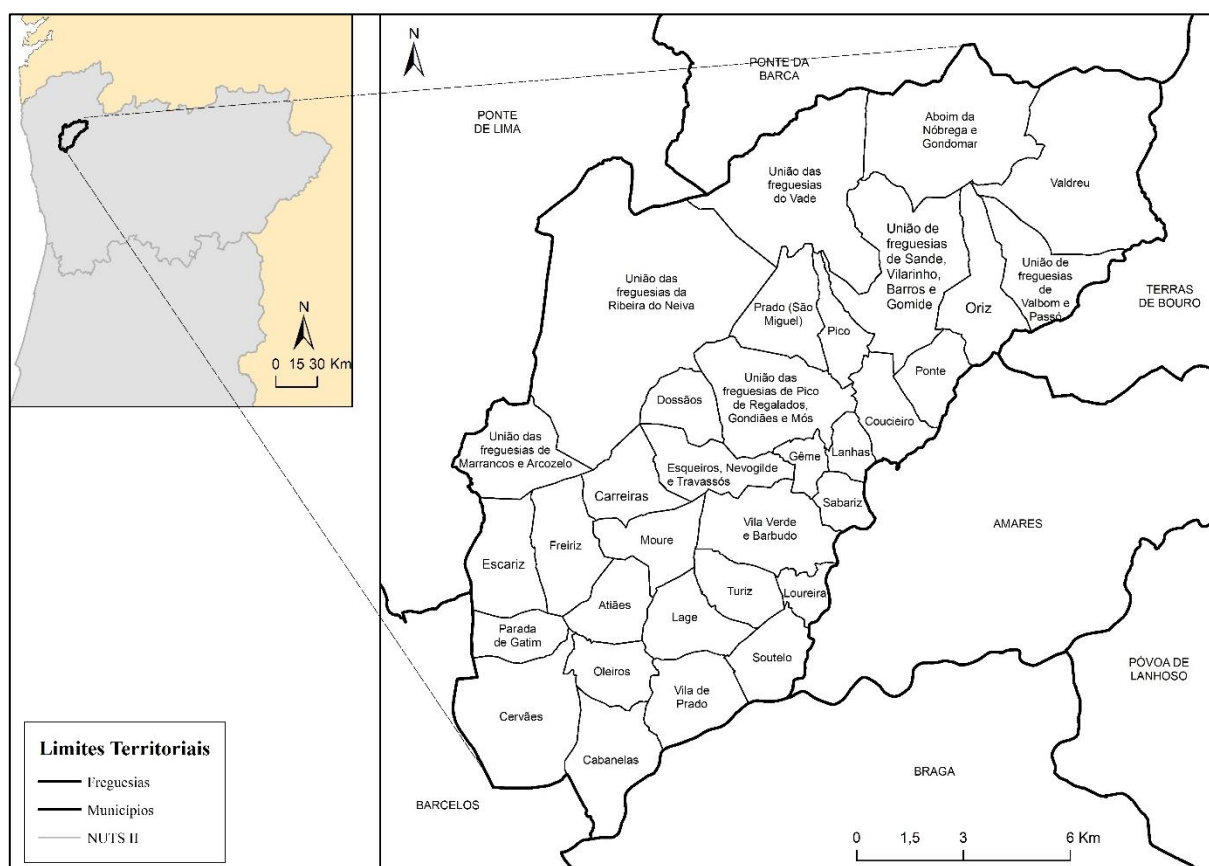 N
0 15 30 Km
Limites Territoriais
Freguesias
Municípios
NUTS II
N
PONTE DA
BARCA
PONTE
DE LIMA
Aboim da
Nóbrega e
Gondomar
União das
freguesias
do Vade
Valdreu
União de
freguesias
de Sande,
Vilarinho,
Barros e
Gomide
União das
freguesias da
Ribeira do Neiva
União de
freguesias
de
Valbom e
Passó
TERRAS
DE BOURO
Prado (São
Miguel)
Pico
Oriz
Ponte
União das
freguesias de Pico
de Regalados,
Gondiães e Mós
Dossãos
Coucieiro
União das
freguesias de
Marrancos e Arcozelo
Gême
Lanhas
Esqueiros, Nevogilde
e Travassós
Carreiras
Sabariz
Vila Verde
e Barbudo
AMARES
Freiriz
Moure
Escariz
Turiz
Loureira
Atiães
Lage
Parada
de Gatim
Soutelo
Oleiros
PÓVOA DE
LANHOSO
Vila de
Prado
Cervães
Cabanelas
BRAGA
BARCELOS
0 1,5 3 6 Km